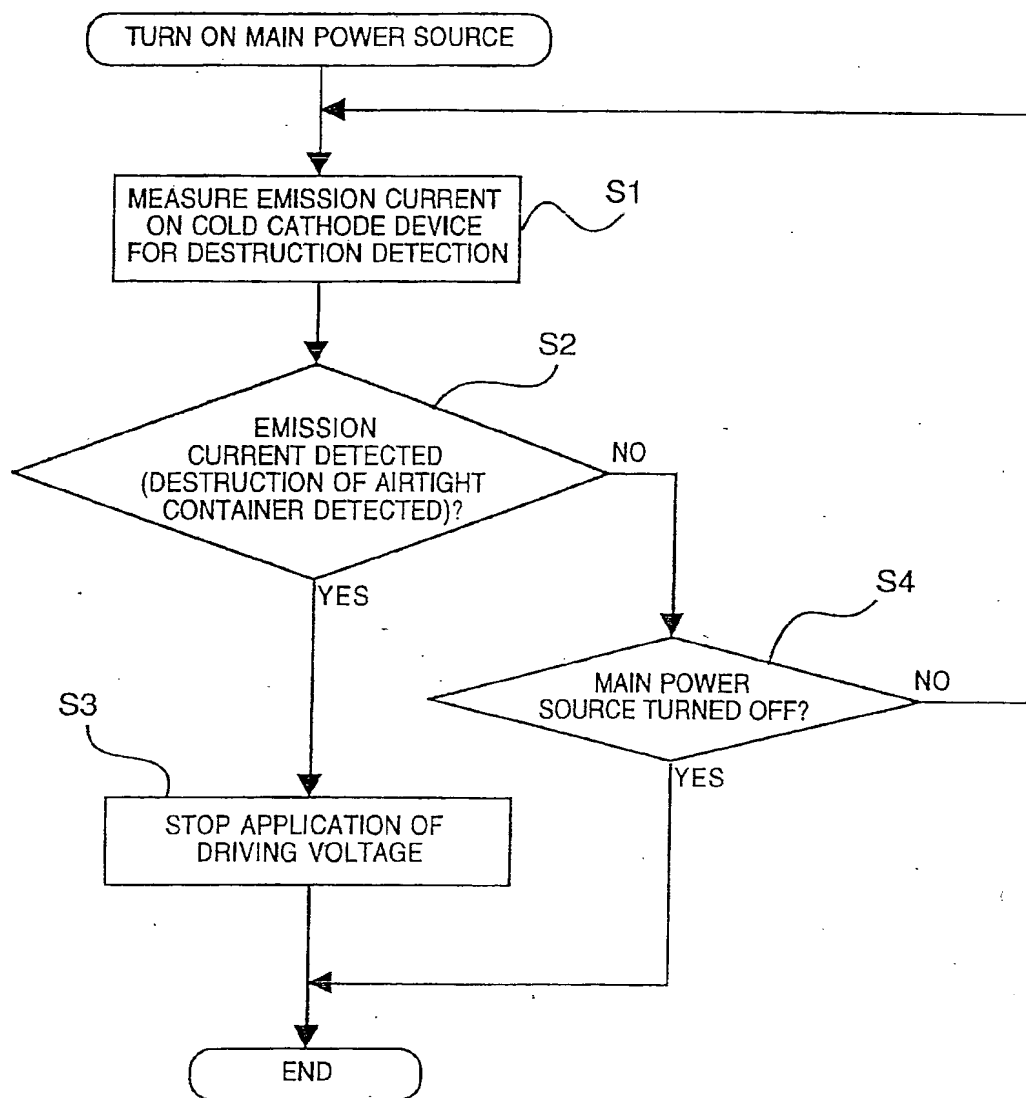 TURN ON MAIN POWER SOURCE
MEASURE EMISSION CURRENT
ON COLD CATHODE DEVICE
FOR DESTRUCTION DETECTION
S1
S2
EMISSION
CURRENT DETECTED
(DESTRUCTION OF AIRTIGHT
CONTAINER DETECTED)?
NO
YES
S4
MAIN POWER
SOURCE TURNED OFF?
NO
YES
S3
STOP APPLICATION OF
DRIVING VOLTAGE
END